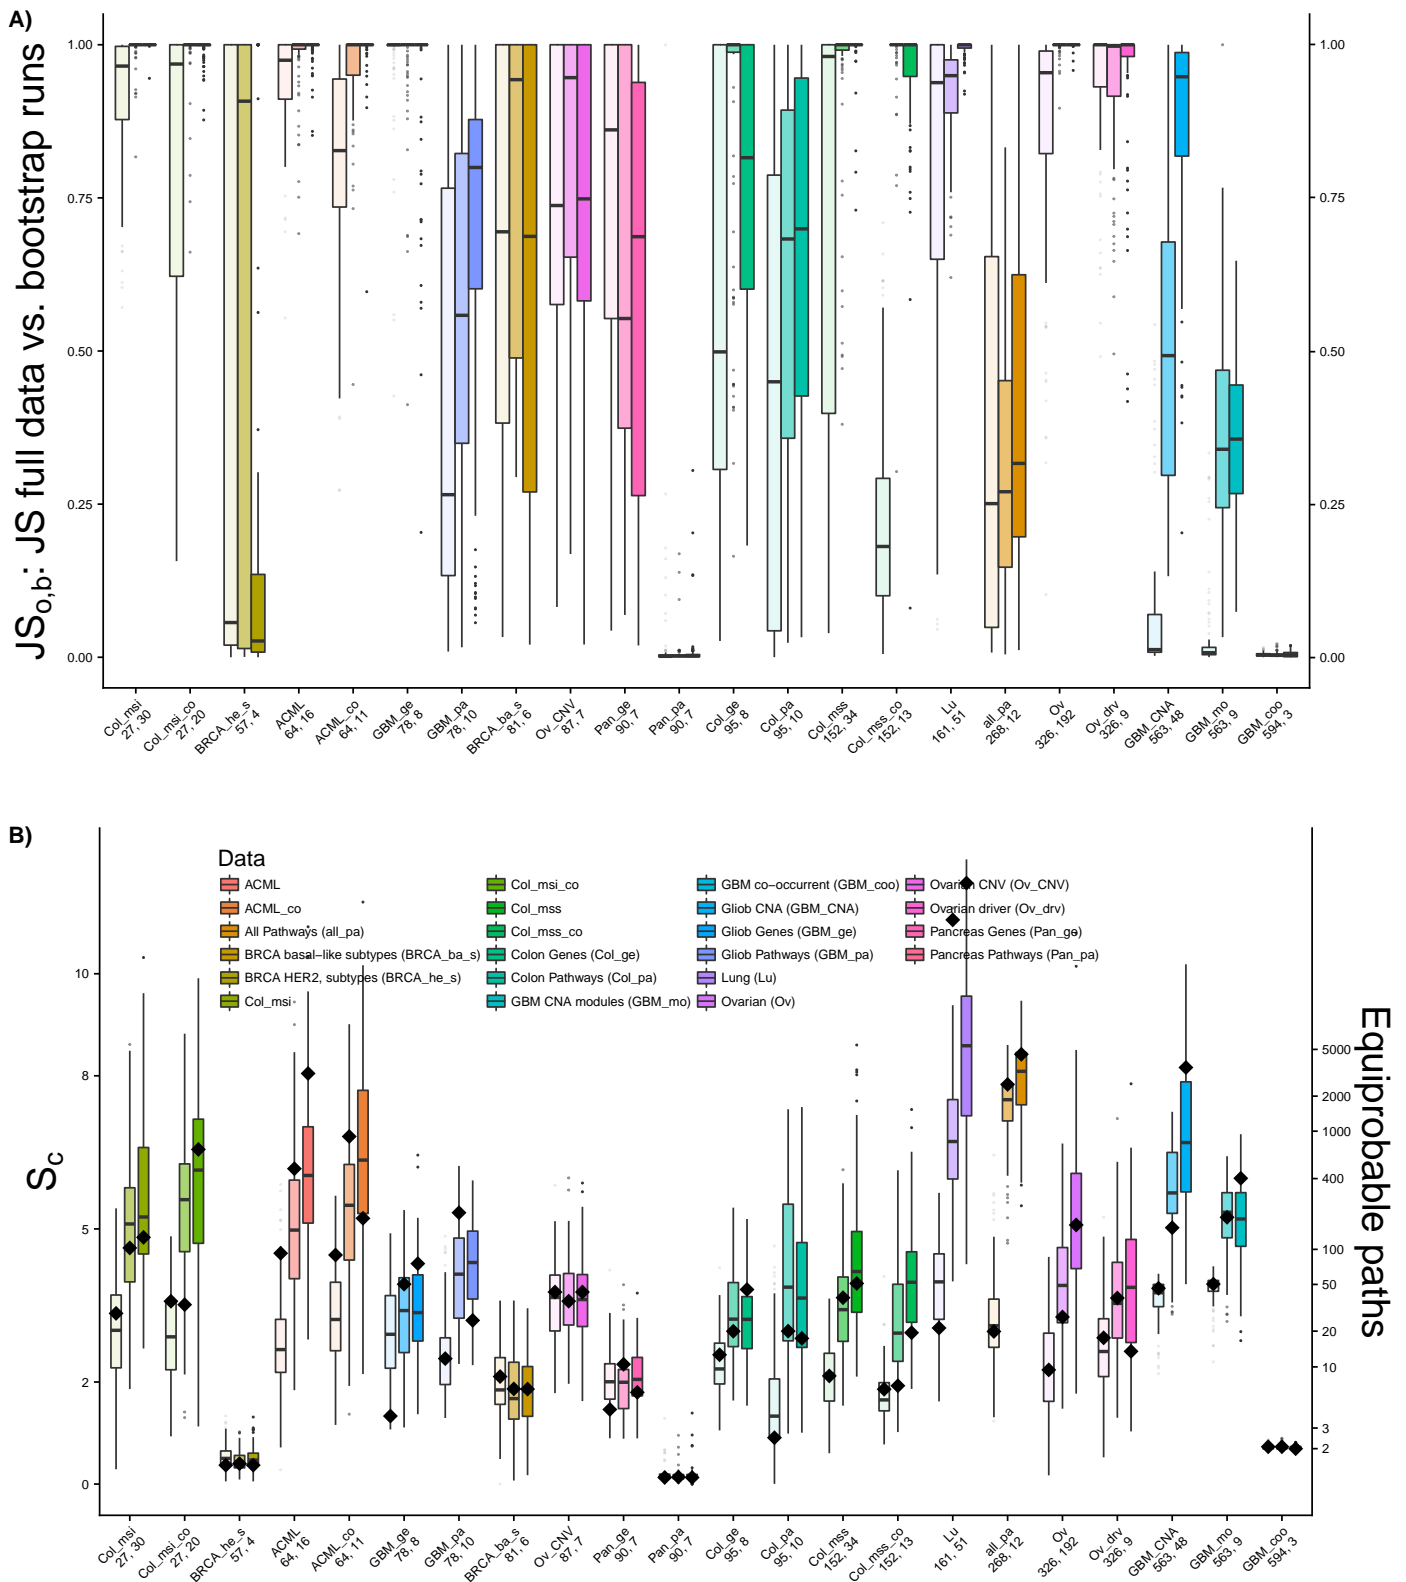 A)
JSo,b: JS full data vs. bootstrap runs
1.00
0.75
0.50
0.25
0.00
1.00
0.75
0.50
0.25
0.00
Col_msi
27, 30
Col_msi_co
27, 20
BRCA_he_s
57, 4
ACML
64, 16
ACML_co
64, 11
GBM_ge
78, 8
GBM_pa
78, 10
BRCA_ba_s
81, 6
Ov_CNV
87, 7
Pan_ge
90, 7
Pan_pa
90, 7
Col_ge
95, 8
Col_pa
95, 10
Col_mss
152, 34
Col_mss_co
152, 13
Lu
161, 51
all_pa
268, 12
Ov
326, 192
Ov_drv
326, 9
GBM_CNA
563, 48
GBM_mo
563, 9
GBM_coo
594, 3
B)
Data
ACML
ACML_co
All Pathways (all_pa)
BRCA basal−like subtypes (BRCA_ba_s)
BRCA HER2, subtypes (BRCA_he_s)
Col_msi
Col_msi_co
Col_mss
Col_mss_co
Colon Genes (Col_ge)
Colon Pathways (Col_pa)
GBM CNA modules (GBM_mo)
GBM co−occurrent (GBM_coo)
Gliob CNA (GBM_CNA)
Gliob Genes (GBM_ge)
Gliob Pathways (GBM_pa)
Lung (Lu)
Ovarian (Ov)
Ovarian CNV (Ov_CNV)
Ovarian driver (Ov_drv)
Pancreas Genes (Pan_ge)
Pancreas Pathways (Pan_pa)
Sc
10
8
5
2
0
Equiprobable paths
5000
2000
1000
400
100
50
20
10
3
2
Col_msi
27, 30
Col_msi_co
27, 20
BRCA_he_s
57, 4
ACML
64, 16
ACML_co
64, 11
GBM_ge
78, 8
GBM_pa
78, 10
BRCA_ba_s
81, 6
Ov_CNV
87, 7
Pan_ge
90, 7
Pan_pa
90, 7
Col_ge
95, 8
Col_pa
95, 10
Col_mss
152, 34
Col_mss_co
152, 13
Lu
161, 51
all_pa
268, 12
Ov
326, 192
Ov_drv
326, 9
GBM_CNA
563, 48
GBM_mo
563, 9
GBM_coo
594, 3